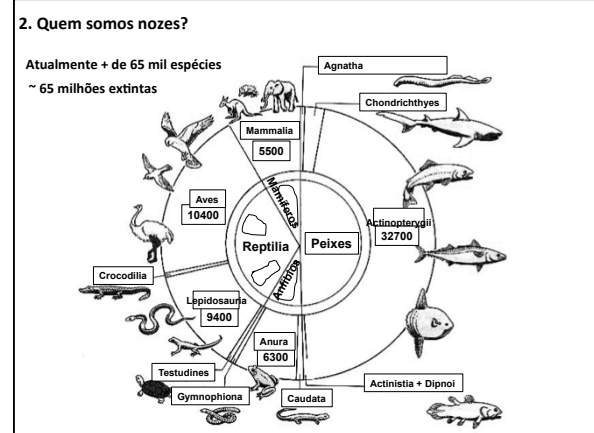 2. Quem somos nozes?
Atualmente + de 65 mil espécies
~ 65 milhões extintas
Agnatha
Chondrichthyes
Mammalia
5500
Mamíferos
Aves
10400
Actinopterygii
32700
Reptilia
Peixes
Anfíbios
Crocodilia
Lepidosauria
9400
Anura
6300
Testudines
Gymnophiona
Caudata
Actinistia + Dipnoi